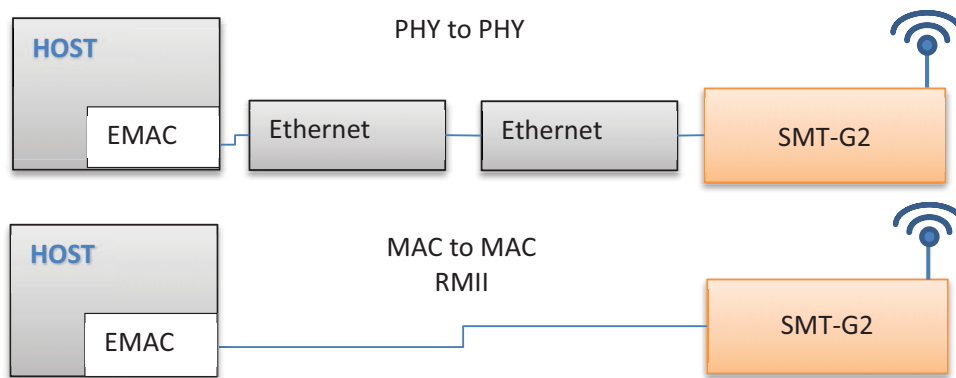 PHY to PHY
HOST
EMAC
Ethernet
Ethernet
SMT-G2
MAC to MAC
RMII
HOST
EMAC
SMT-G2